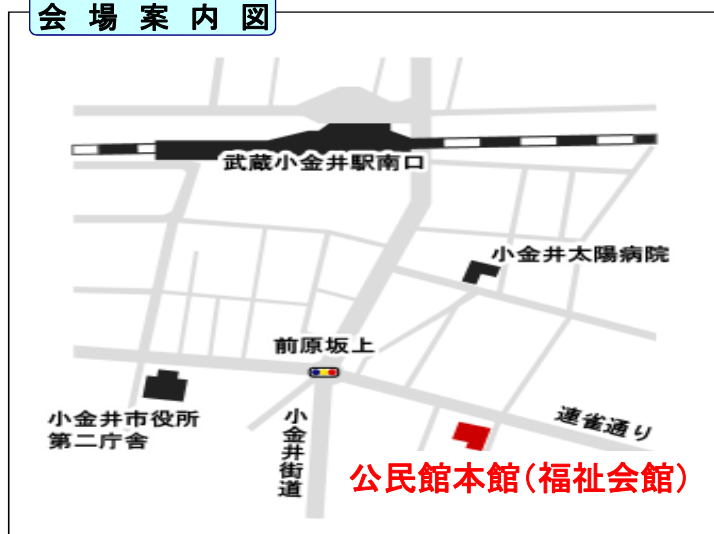 会場案内図
武蔵小金井駅南口
小金井太陽病院
前原坂上
小金井市役所
第二庁舎
小金井街道
連雀通り
公民館本館(福祉会館)